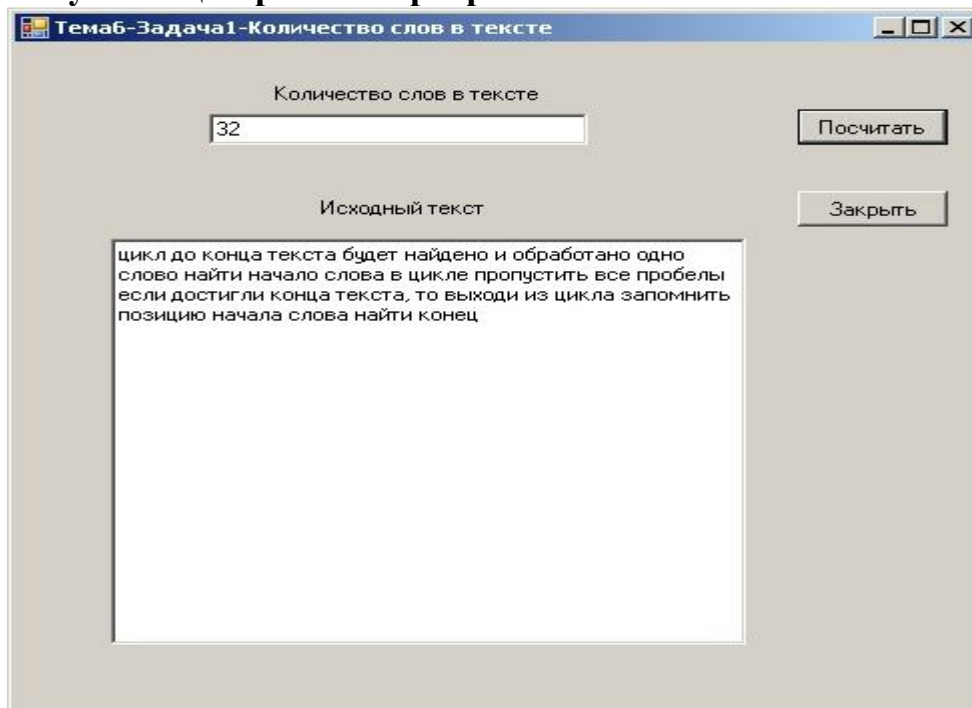 Тема6-Задача1-Количество слов в тексте
Количество слов в тексте
32
Посчитать
Исходный текст
Закрыть
цикл до конца текста будет найдено и обработано одно
слово найти начало слова в цикле пропустить все пробелы
если достигли конца текста, то выходи из цикла запомнить
позицию начала слова найти конец